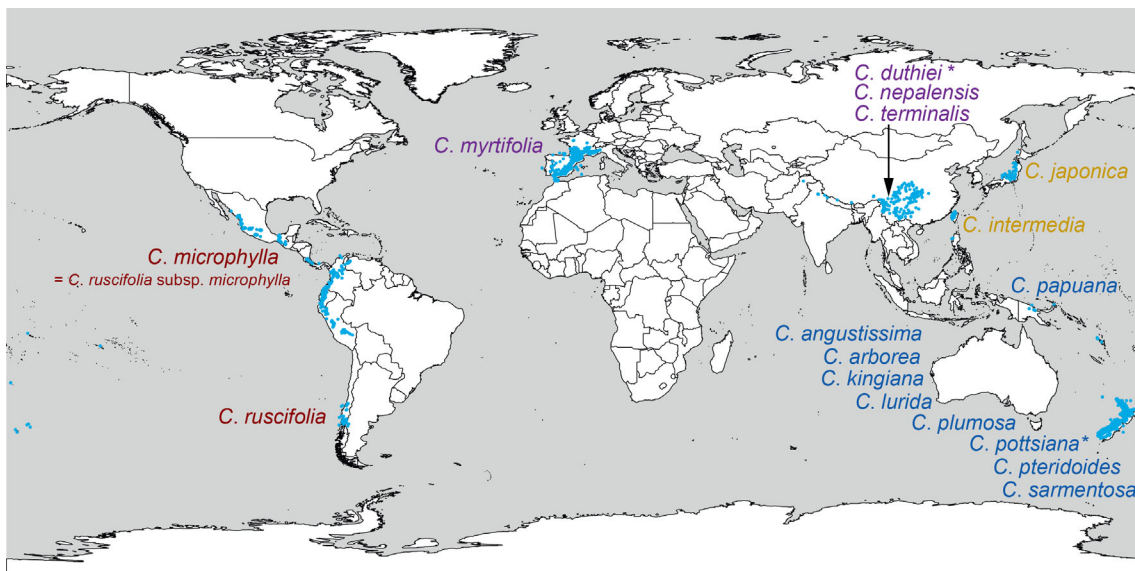 C. duthiei *
C. nepalensis
C. terminalis
C. myrtifolia
C. japonica
C. intermedia
C. microphylla
= C. ruscifolia subsp. microphylla
C. papuana
C. angustissima
C. arborea
C. kingiana
C. lurida
C. ruscifolia
C. plumosa
C. pottsiana*
C. pteridoides
C. sarmentosa